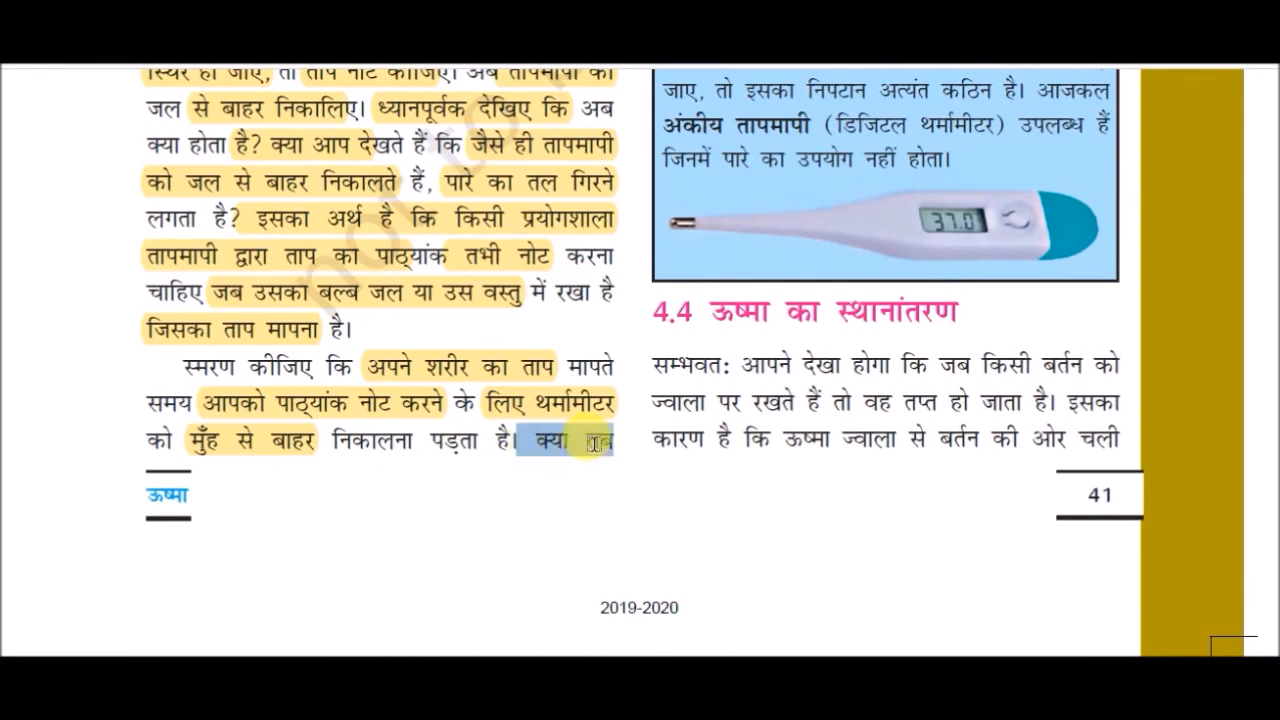 स्थिर हो जाए, तो ताप नोट कीजिए। अब तापमापी को
जल से बाहर निकालिए। ध्यानपूर्वक देखिए कि अब
क्या होता है? क्या आप देखते हैं कि जैसे ही तापमापी
को जल से बाहर निकालते हैं, पारे का तल गिरने
लगता है? इसका अर्थ है कि किसी प्रयोगशाला
तापमापी द्वारा ताप का पाठ्यांक तभी नोट करना
चाहिए जब उसका बल्ब जल या उस वस्तु में रखा है
जिसका ताप मापना है।
स्मरण कीजिए कि अपने शरीर का ताप मापते
समय आपको पाठ्यांक नोट करने के लिए थर्मामीटर
को मुँह से बाहर निकालना पड़ता है। क्या
ऊष्मा
जाए, तो इसका निपटान अत्यंत कठिन है। आजकल
अंकीय तापमापी (डिजिटल थर्मामीटर) उपलब्ध हैं
जिनमें पारे का उपयोग नहीं होता।
37.0
4.4 ऊष्मा का स्थानांतरण
सम्भवत: आपने देखा होगा कि जब किसी बर्तन को
ज्वाला पर रखते हैं तो वह तप्त हो जाता है। इसका
कारण है कि ऊष्मा ज्वाला से बर्तन की ओर चली
41
2019-2020
not to